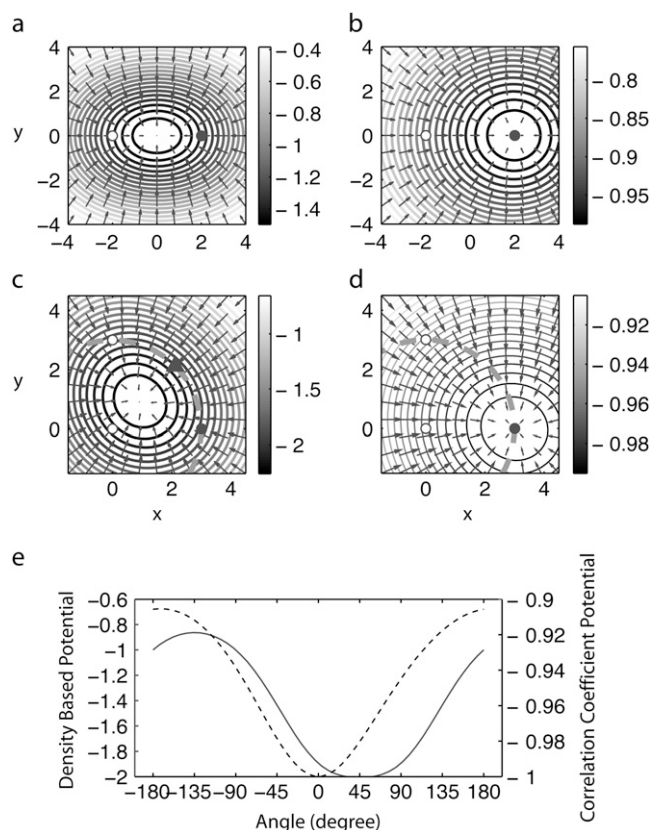 a
b
4
2
y 0
−2
−4
−4 −2 0 2 4
− 0.4
− 0.6
− 0.8
− 1
− 1.2
− 1.4
4
2
0
−2
−4
−4 −2 0 2 4
− 0.8
− 0.85
− 0.9
− 0.95
c
d
4
2
y
0
0 2 4
x
− 1
− 1.5
− 2
4
2
0
0 2 4
x
− 0.92
− 0.94
− 0.96
− 0.98
e
Density Based Potential
−0.6
−0.8
−1
−1.2
−1.4
−1.6
−1.8
−2
−180 −135 −90 −45 0 45 90 135 180
Angle (degree)
− 0.9
− 0.92
− 0.94
− 0.96
− 0.98
− 1
Correlation Coefficient Potential